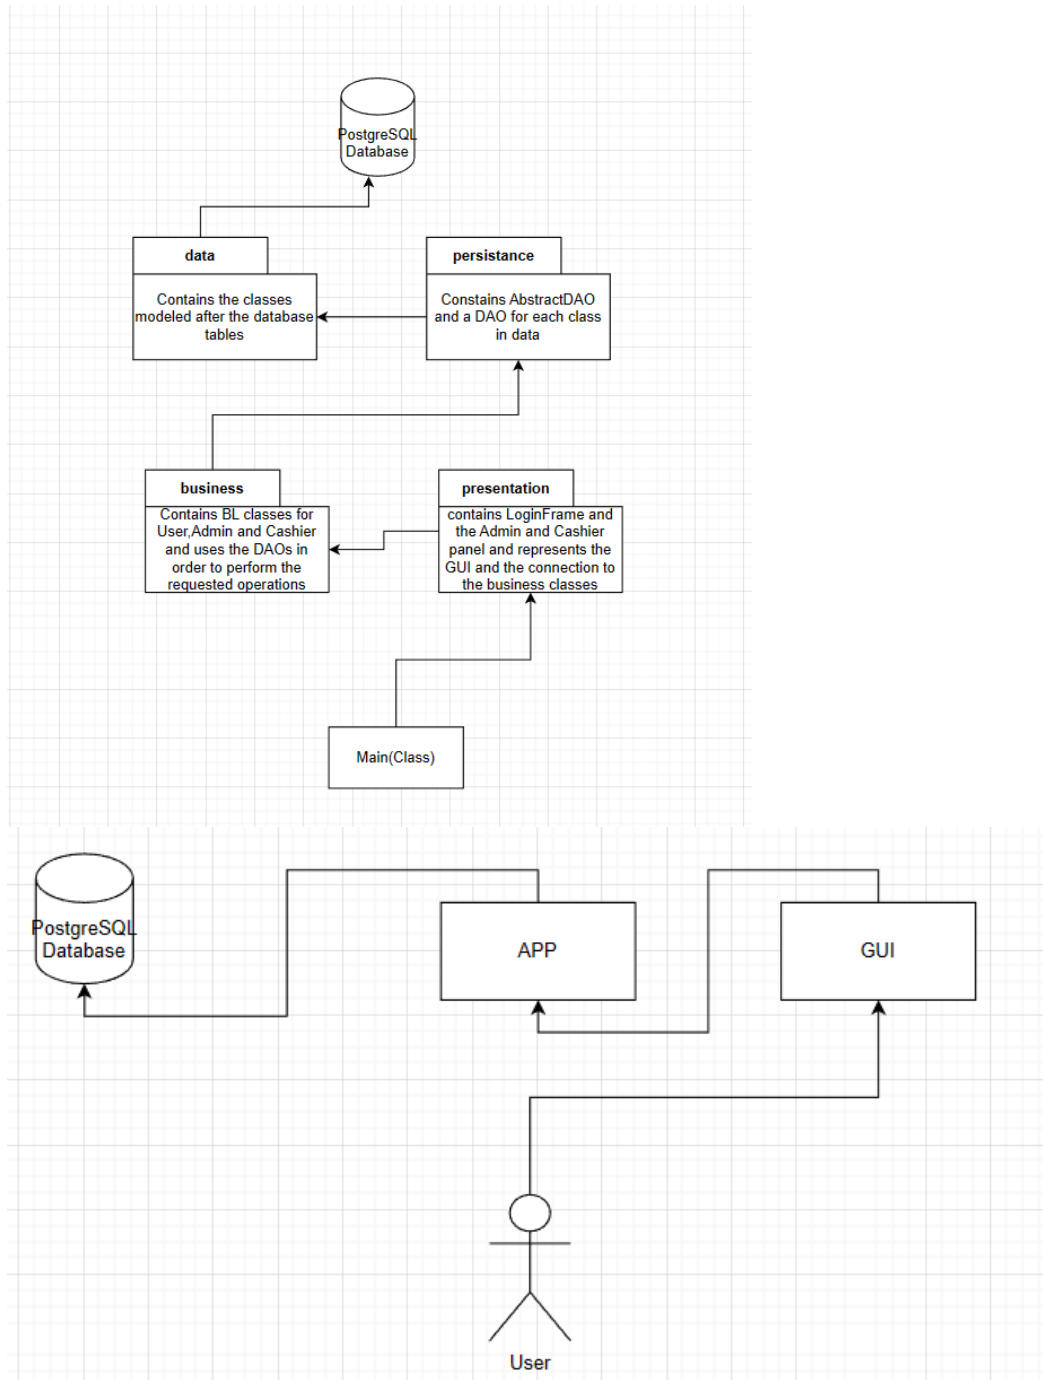 PostgreSQL
Database
data
Contains the classes
modeled after the database
tables
persistance
Constains AbstractDAO
and a DAO for each class
in data
business
Contains BL classes for
User,Admin and Cashier
and uses the DAOs in
order to perform the
requested operations
presentation
contains LoginFrame and
the Admin and Cashier
panel and represents the
GUI and the connection to
the business classes
Main(Class)
PostgreSQL
Database
APP
GUI
User